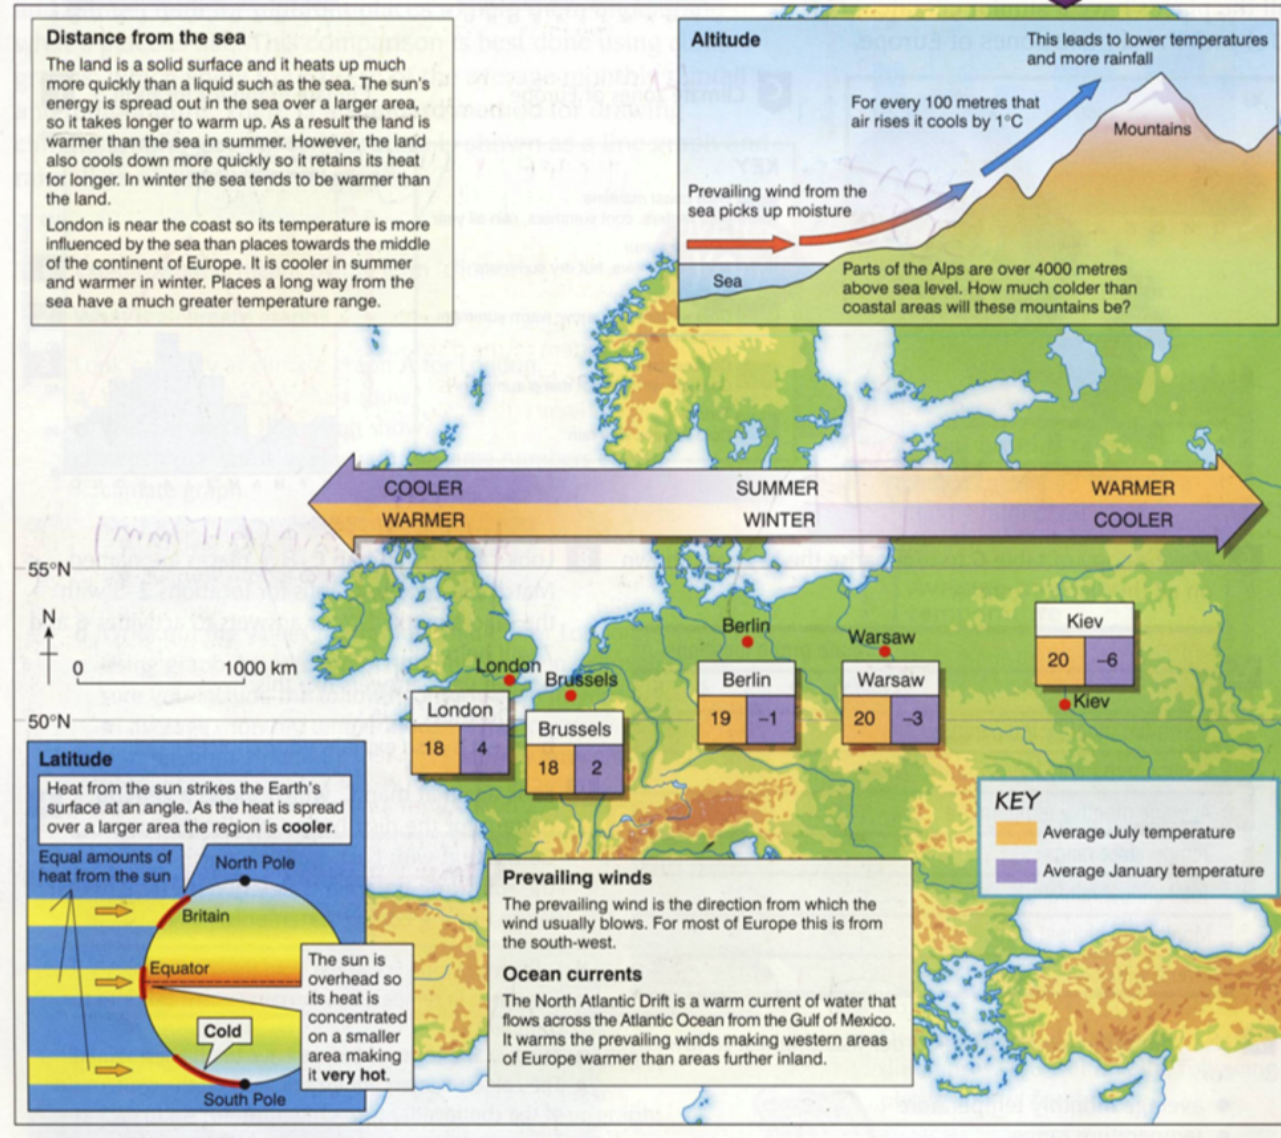 Distance from the sea
The land is a solid surface and it heats up much
more quickly than a liquid such as the sea. The sun's
energy is spread out in the sea over a larger area,
so it takes longer to warm up. As a result the land is
warmer than the sea in summer. However, the land
also cools down more quickly so it retains its heat
for longer. In winter the sea tends to be warmer than
the land.
London is near the coast so its temperature is more
influenced by the sea than places towards the middle
of the continent of Europe. It is cooler in summer
and warmer in winter. Places a long way from the
sea have a much greater temperature range.
Altitude
This leads to lower temperatures
and more rainfall
For every 100 metres that
air rises it cools by 1°C
Mountains
Prevailing wind from the
sea picks up moisture
Sea
Parts of the Alps are over 4000 metres
above sea level. How much colder than
coastal areas will these mountains be?
COOLER SUMMER WARMER
WARMER WINTER COOLER
55°N
N
0 1000 km
50°N
London
Brussels
Berlin
Warsaw
Kiev
London
18 4
Brussels
18 2
Berlin
19 –1
Warsaw
20 –3
Kiev
20 –6
KEY
Average July temperature
Average January temperature
Latitude
Heat from the sun strikes the Earth's
surface at an angle. As the heat is spread
over a larger area the region is cooler.
Equal amounts of
heat from the sun
North Pole
Britain
Equator
Cold
South Pole
The sun is
overhead so
its heat is
concentrated
on a smaller
area making
it very hot.
Prevailing winds
The prevailing wind is the direction from which the
wind usually blows. For most of Europe this is from
the south-west.
Ocean currents
The North Atlantic Drift is a warm current of water that
flows across the Atlantic Ocean from the Gulf of Mexico.
It warms the prevailing winds making western areas
of Europe warmer than areas further inland.